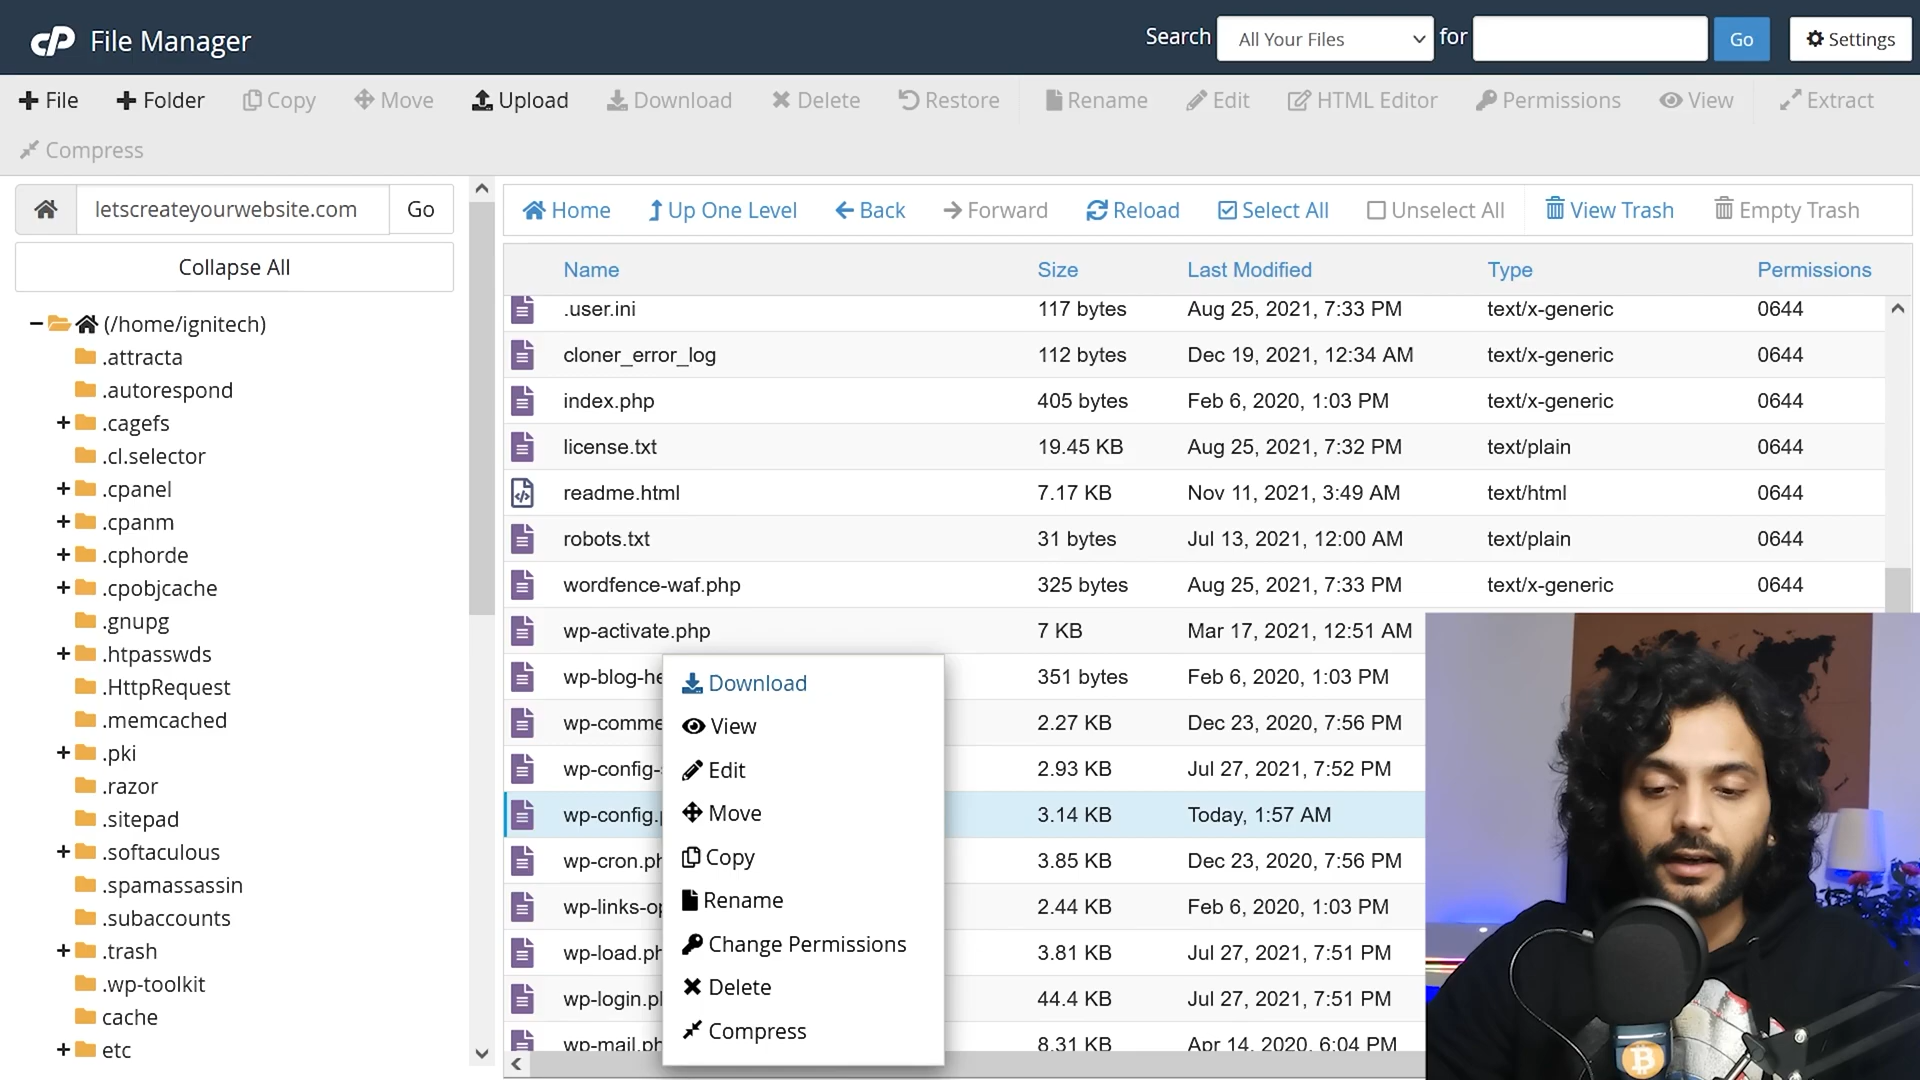 cP File Manager
Search All Your Files for Go Settings
File Folder Copy Move Upload Download Delete Restore Rename Edit HTML Editor Permissions View Extract
Compress
letscreateyourwebsite.com Go
Home Up One Level Back Forward Reload Select All Unselect All View Trash Empty Trash
Collapse All
(/home/ignitech)
.attracta
.autorespond
.cagefs
.cl.selector
.cpanel
.cpanm
.cphorde
.cpobjcache
.gnupg
.htpasswds
.HttpRequest
.memcached
.pki
.razor
.sitepad
.softaculous
.spamassassin
.subaccounts
.trash
.wp-toolkit
cache
etc
Name Size Last Modified Type Permissions
.user.ini 117 bytes Aug 25, 2021, 7:33 PM text/x-generic 0644
cloner_error_log 112 bytes Dec 19, 2021, 12:34 AM text/x-generic 0644
index.php 405 bytes Feb 6, 2020, 1:03 PM text/x-generic 0644
license.txt 19.45 KB Aug 25, 2021, 7:32 PM text/plain 0644
readme.html 7.17 KB Nov 11, 2021, 3:49 AM text/html 0644
robots.txt 31 bytes Jul 13, 2021, 12:00 AM text/plain 0644
wordfence-waf.php 325 bytes Aug 25, 2021, 7:33 PM text/x-generic 0644
wp-activate.php 7 KB Mar 17, 2021, 12:51 AM
wp-blog-he 351 bytes Feb 6, 2020, 1:03 PM
wp-comme 2.27 KB Dec 23, 2020, 7:56 PM
wp-config- 2.93 KB Jul 27, 2021, 7:52 PM
wp-config. 3.14 KB Today, 1:57 AM
wp-cron.ph 3.85 KB Dec 23, 2020, 7:56 PM
wp-links-op 2.44 KB Feb 6, 2020, 1:03 PM
wp-load.ph 3.81 KB Jul 27, 2021, 7:51 PM
wp-login.p 44.4 KB Jul 27, 2021, 7:51 PM
wp-mail.ph 8.31 KB Apr 14, 2020, 6:04 PM
Download
View
Edit
Move
Copy
Rename
Change Permissions
Delete
Compress